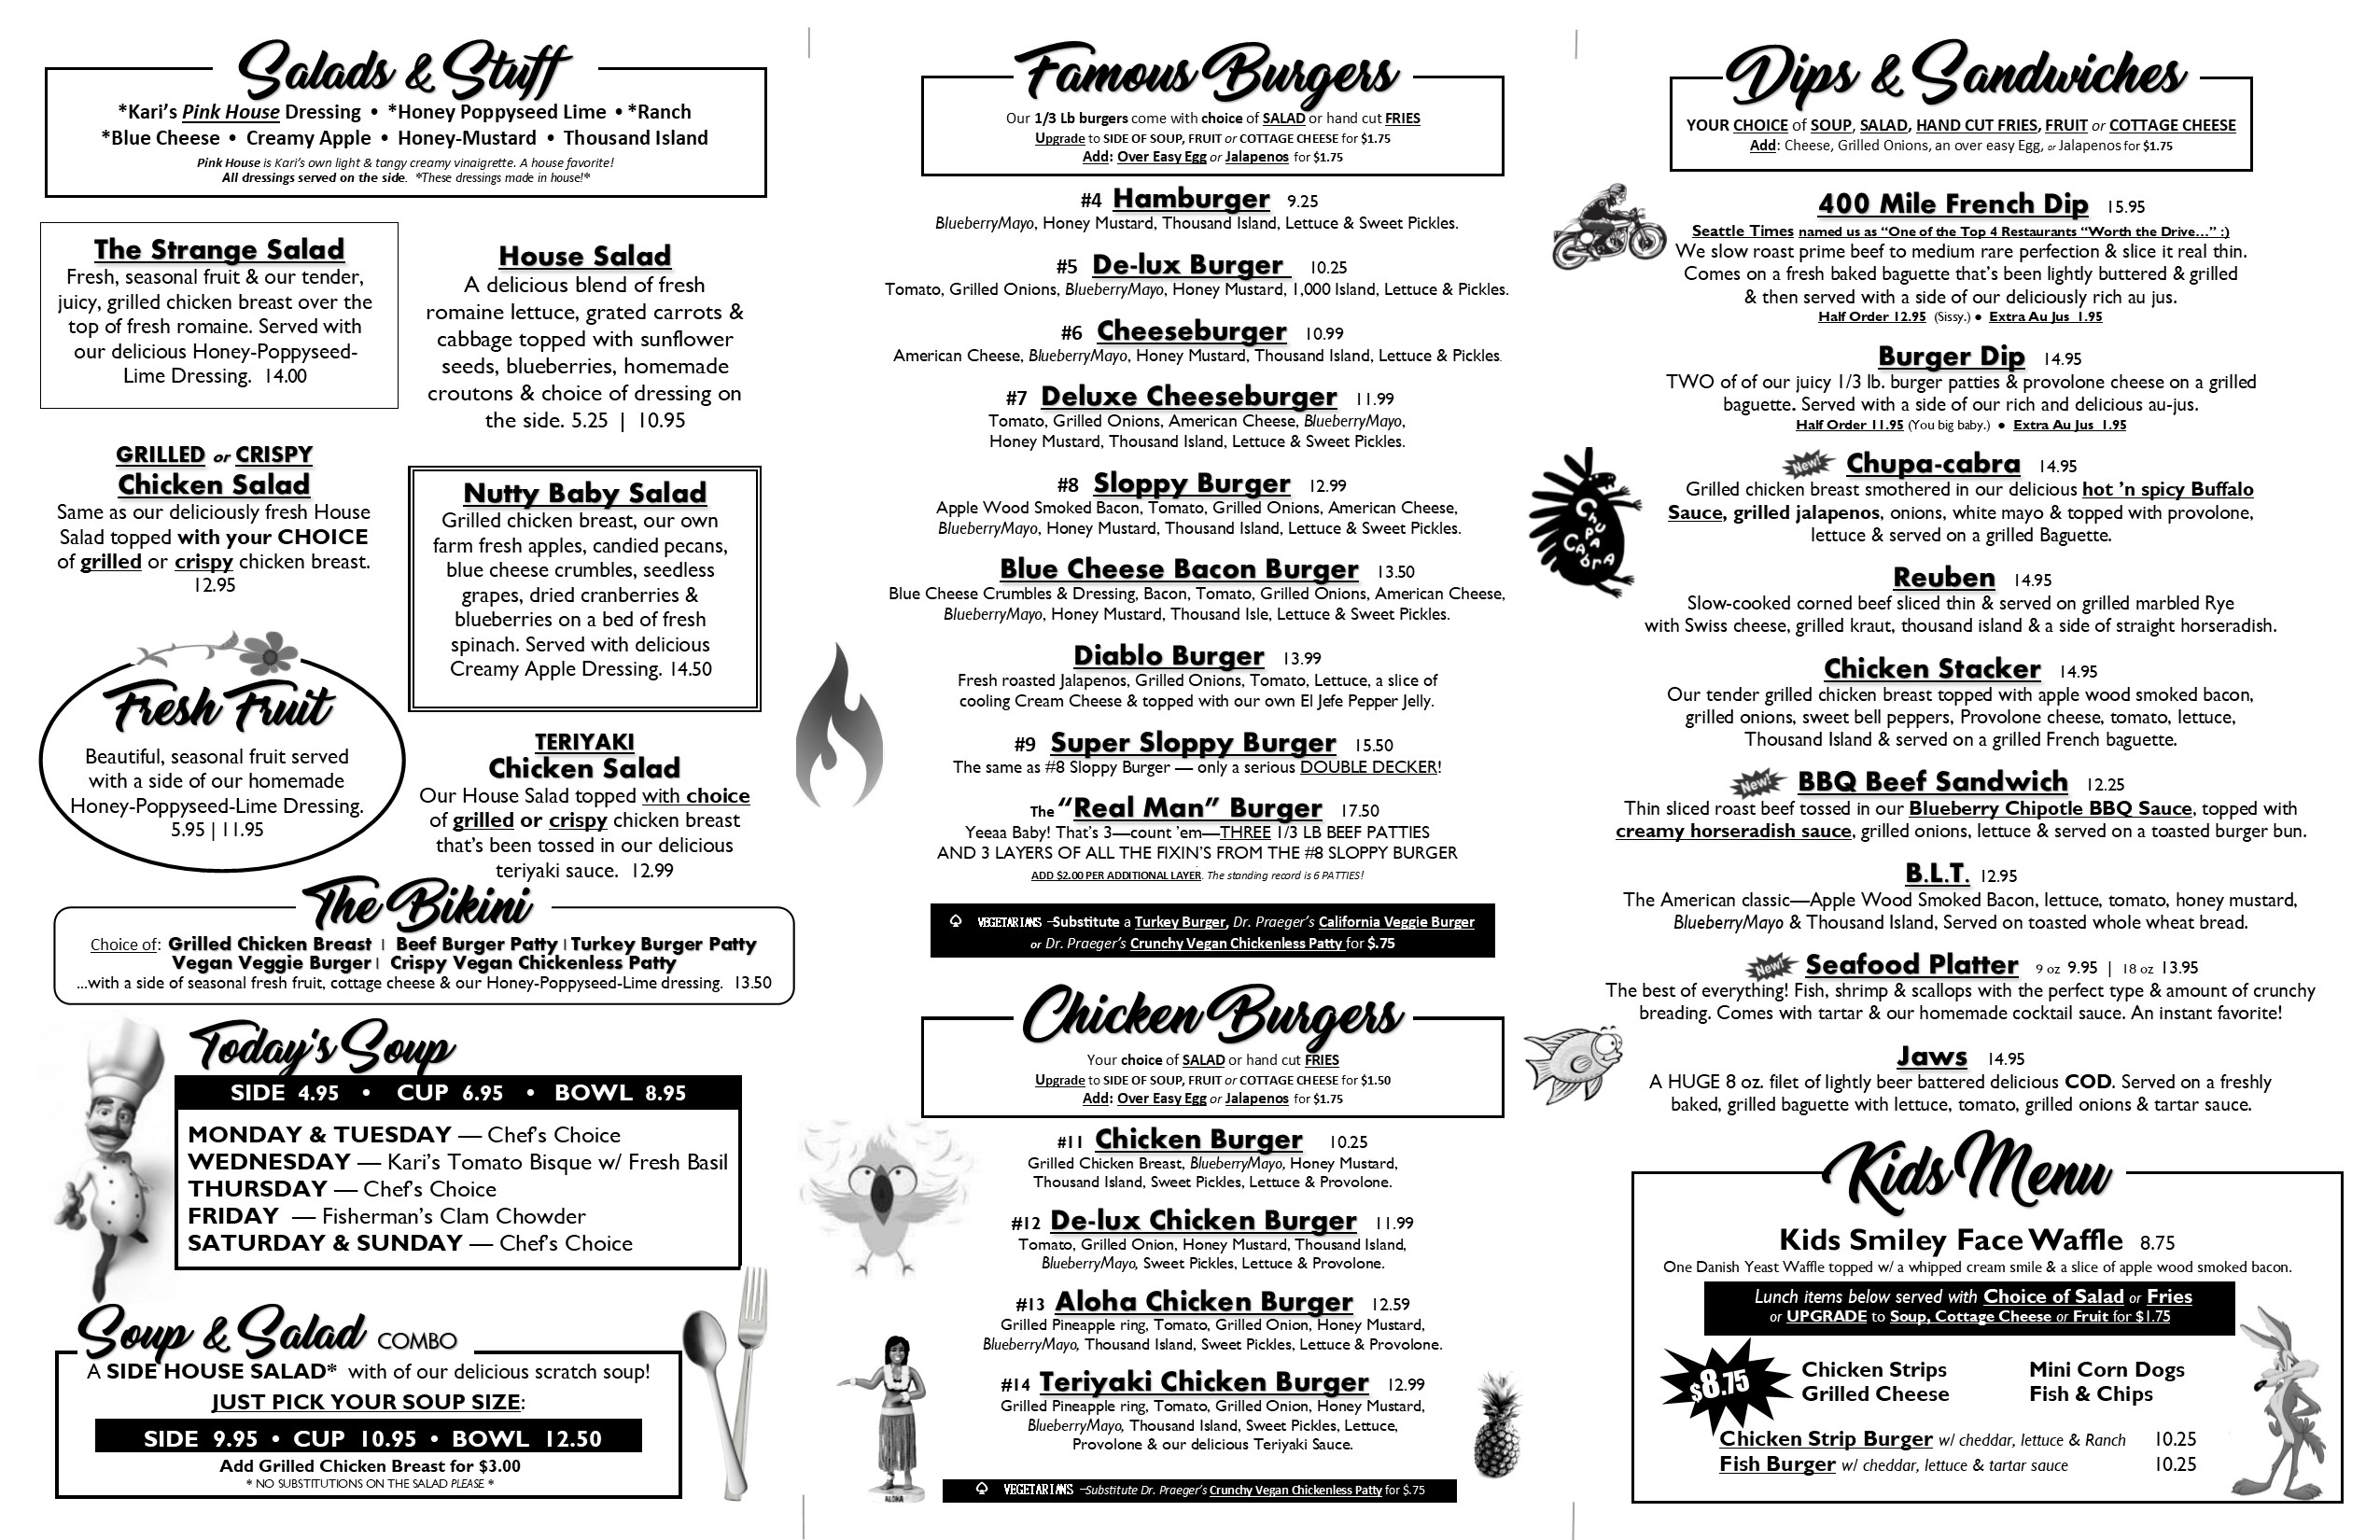 Salads & Stuff
*Kari's Pink House Dressing • *Honey Poppyseed Lime • *Ranch
*Blue Cheese • Creamy Apple • Honey-Mustard • Thousand Island
Pink House is Kari's own light & tangy creamy vinaigrette. A house favorite!
All dressings served on the side. *These dressings made in house!*
The Strange Salad
Fresh, seasonal fruit & our tender,
juicy, grilled chicken breast over the
top of fresh romaine. Served with
our delicious Honey-Poppyseed-
Lime Dressing. 14.00
House Salad
A delicious blend of fresh
romaine lettuce, grated carrots &
cabbage topped with sunflower
seeds, blueberries, homemade
croutons & choice of dressing on
the side. 5.25 | 10.95
GRILLED or CRISPY
Chicken Salad
Same as our deliciously fresh House
Salad topped with your CHOICE
of grilled or crispy chicken breast.
12.95
Nutty Baby Salad
Grilled chicken breast, our own
farm fresh apples, candied pecans,
blue cheese crumbles, seedless
grapes, dried cranberries &
blueberries on a bed of fresh
spinach. Served with delicious
Creamy Apple Dressing. 14.50
Fresh Fruit
Beautiful, seasonal fruit served
with a side of our homemade
Honey-Poppyseed-Lime Dressing.
5.95 | 11.95
TERIYAKI
Chicken Salad
Our House Salad topped with choice
of grilled or crispy chicken breast
that's been tossed in our delicious
teriyaki sauce. 12.99
The Bikini
Choice of: Grilled Chicken Breast | Beef Burger Patty | Turkey Burger Patty
Vegan Veggie Burger | Crispy Vegan Chickenless Patty
...with a side of seasonal fresh fruit, cottage cheese & our Honey-Poppyseed-Lime dressing. 13.50
Today's Soup
SIDE 4.95 • CUP 6.95 • BOWL 8.95
MONDAY & TUESDAY — Chef's Choice
WEDNESDAY — Kari's Tomato Bisque w/ Fresh Basil
THURSDAY — Chef's Choice
FRIDAY — Fisherman's Clam Chowder
SATURDAY & SUNDAY — Chef's Choice
Soup & Salad COMBO
A SIDE HOUSE SALAD* with of our delicious scratch soup!
JUST PICK YOUR SOUP SIZE:
SIDE 9.95 • CUP 10.95 • BOWL 12.50
Add Grilled Chicken Breast for $3.00
* NO SUBSTITUTIONS ON THE SALAD PLEASE *
Famous Burgers
Our 1/3 Lb burgers come with choice of SALAD or hand cut FRIES
Upgrade to SIDE OF SOUP, FRUIT or COTTAGE CHEESE for $1.75
Add: Over Easy Egg or Jalapenos for $1.75
#4 Hamburger 9.25
BlueberryMayo, Honey Mustard, Thousand Island, Lettuce & Sweet Pickles.
#5 De-lux Burger 10.25
Tomato, Grilled Onions, BlueberryMayo, Honey Mustard, 1,000 Island, Lettuce & Pickles.
#6 Cheeseburger 10.99
American Cheese, BlueberryMayo, Honey Mustard, Thousand Island, Lettuce & Pickles.
#7 Deluxe Cheeseburger 11.99
Tomato, Grilled Onions, American Cheese, BlueberryMayo,
Honey Mustard, Thousand Island, Lettuce & Sweet Pickles.
#8 Sloppy Burger 12.99
Apple Wood Smoked Bacon, Tomato, Grilled Onions, American Cheese,
BlueberryMayo, Honey Mustard, Thousand Island, Lettuce & Sweet Pickles.
Blue Cheese Bacon Burger 13.50
Blue Cheese Crumbles & Dressing, Bacon, Tomato, Grilled Onions, American Cheese,
BlueberryMayo, Honey Mustard, Thousand Isle, Lettuce & Sweet Pickles.
Diablo Burger 13.99
Fresh roasted Jalapenos, Grilled Onions, Tomato, Lettuce, a slice of
cooling Cream Cheese & topped with our own El Jefe Pepper Jelly.
#9 Super Sloppy Burger 15.50
The same as #8 Sloppy Burger — only a serious DOUBLE DECKER!
The "Real Man" Burger 17.50
Yeeaa Baby! That's 3—count 'em—THREE 1/3 LB BEEF PATTIES
AND 3 LAYERS OF ALL THE FIXIN'S FROM THE #8 SLOPPY BURGER
ADD $2.00 PER ADDITIONAL LAYER. The standing record is 6 PATTIES!
♤ VEGETARIANS –Substitute a Turkey Burger, Dr. Praeger's California Veggie Burger
or Dr. Praeger's Crunchy Vegan Chickenless Patty for $.75
Chicken Burgers
Your choice of SALAD or hand cut FRIES
Upgrade to SIDE OF SOUP, FRUIT or COTTAGE CHEESE for $1.50
Add: Over Easy Egg or Jalapenos for $1.75
#11 Chicken Burger 10.25
Grilled Chicken Breast, BlueberryMayo, Honey Mustard,
Thousand Island, Sweet Pickles, Lettuce & Provolone.
#12 De-lux Chicken Burger 11.99
Tomato, Grilled Onion, Honey Mustard, Thousand Island,
BlueberryMayo, Sweet Pickles, Lettuce & Provolone.
#13 Aloha Chicken Burger 12.59
Grilled Pineapple ring, Tomato, Grilled Onion, Honey Mustard,
BlueberryMayo, Thousand Island, Sweet Pickles, Lettuce & Provolone.
#14 Teriyaki Chicken Burger 12.99
Grilled Pineapple ring, Tomato, Grilled Onion, Honey Mustard,
BlueberryMayo, Thousand Island, Sweet Pickles, Lettuce,
Provolone & our delicious Teriyaki Sauce.
ALOHA
♤ VEGETARIANS –Substitute Dr. Praeger's Crunchy Vegan Chickenless Patty for $.75
Dips & Sandwiches
YOUR CHOICE of SOUP, SALAD, HAND CUT FRIES, FRUIT or COTTAGE CHEESE
Add: Cheese, Grilled Onions, an over easy Egg, or Jalapenos for $1.75
400 Mile French Dip 15.95
Seattle Times named us as "One of the Top 4 Restaurants "Worth the Drive..." :)
We slow roast prime beef to medium rare perfection & slice it real thin.
Comes on a fresh baked baguette that's been lightly buttered & grilled
& then served with a side of our deliciously rich au jus.
Half Order 12.95 (Sissy.) • Extra Au Jus 1.95
Burger Dip 14.95
TWO of of our juicy 1/3 lb. burger patties & provolone cheese on a grilled
baguette. Served with a side of our rich and delicious au-jus.
Half Order 11.95 (You big baby.) • Extra Au Jus 1.95
New! Chupa-cabra 14.95
Grilled chicken breast smothered in our delicious hot 'n spicy Buffalo
Sauce, grilled jalapenos, onions, white mayo & topped with provolone,
lettuce & served on a grilled Baguette.
Chupa Cabra
Reuben 14.95
Slow-cooked corned beef sliced thin & served on grilled marbled Rye
with Swiss cheese, grilled kraut, thousand island & a side of straight horseradish.
Chicken Stacker 14.95
Our tender grilled chicken breast topped with apple wood smoked bacon,
grilled onions, sweet bell peppers, Provolone cheese, tomato, lettuce,
Thousand Island & served on a grilled French baguette.
New! BBQ Beef Sandwich 12.25
Thin sliced roast beef tossed in our Blueberry Chipotle BBQ Sauce, topped with
creamy horseradish sauce, grilled onions, lettuce & served on a toasted burger bun.
B.L.T. 12.95
The American classic—Apple Wood Smoked Bacon, lettuce, tomato, honey mustard,
BlueberryMayo & Thousand Island, Served on toasted whole wheat bread.
New! Seafood Platter 9 oz 9.95 | 18 oz 13.95
The best of everything! Fish, shrimp & scallops with the perfect type & amount of crunchy
breading. Comes with tartar & our homemade cocktail sauce. An instant favorite!
Jaws 14.95
A HUGE 8 oz. filet of lightly beer battered delicious COD. Served on a freshly
baked, grilled baguette with lettuce, tomato, grilled onions & tartar sauce.
Kids Menu
Kids Smiley Face Waffle 8.75
One Danish Yeast Waffle topped w/ a whipped cream smile & a slice of apple wood smoked bacon.
Lunch items below served with Choice of Salad or Fries
or UPGRADE to Soup, Cottage Cheese or Fruit for $1.75
$8.75
Chicken Strips Mini Corn Dogs
Grilled Cheese Fish & Chips
Chicken Strip Burger w/ cheddar, lettuce & Ranch 10.25
Fish Burger w/ cheddar, lettuce & tartar sauce 10.25